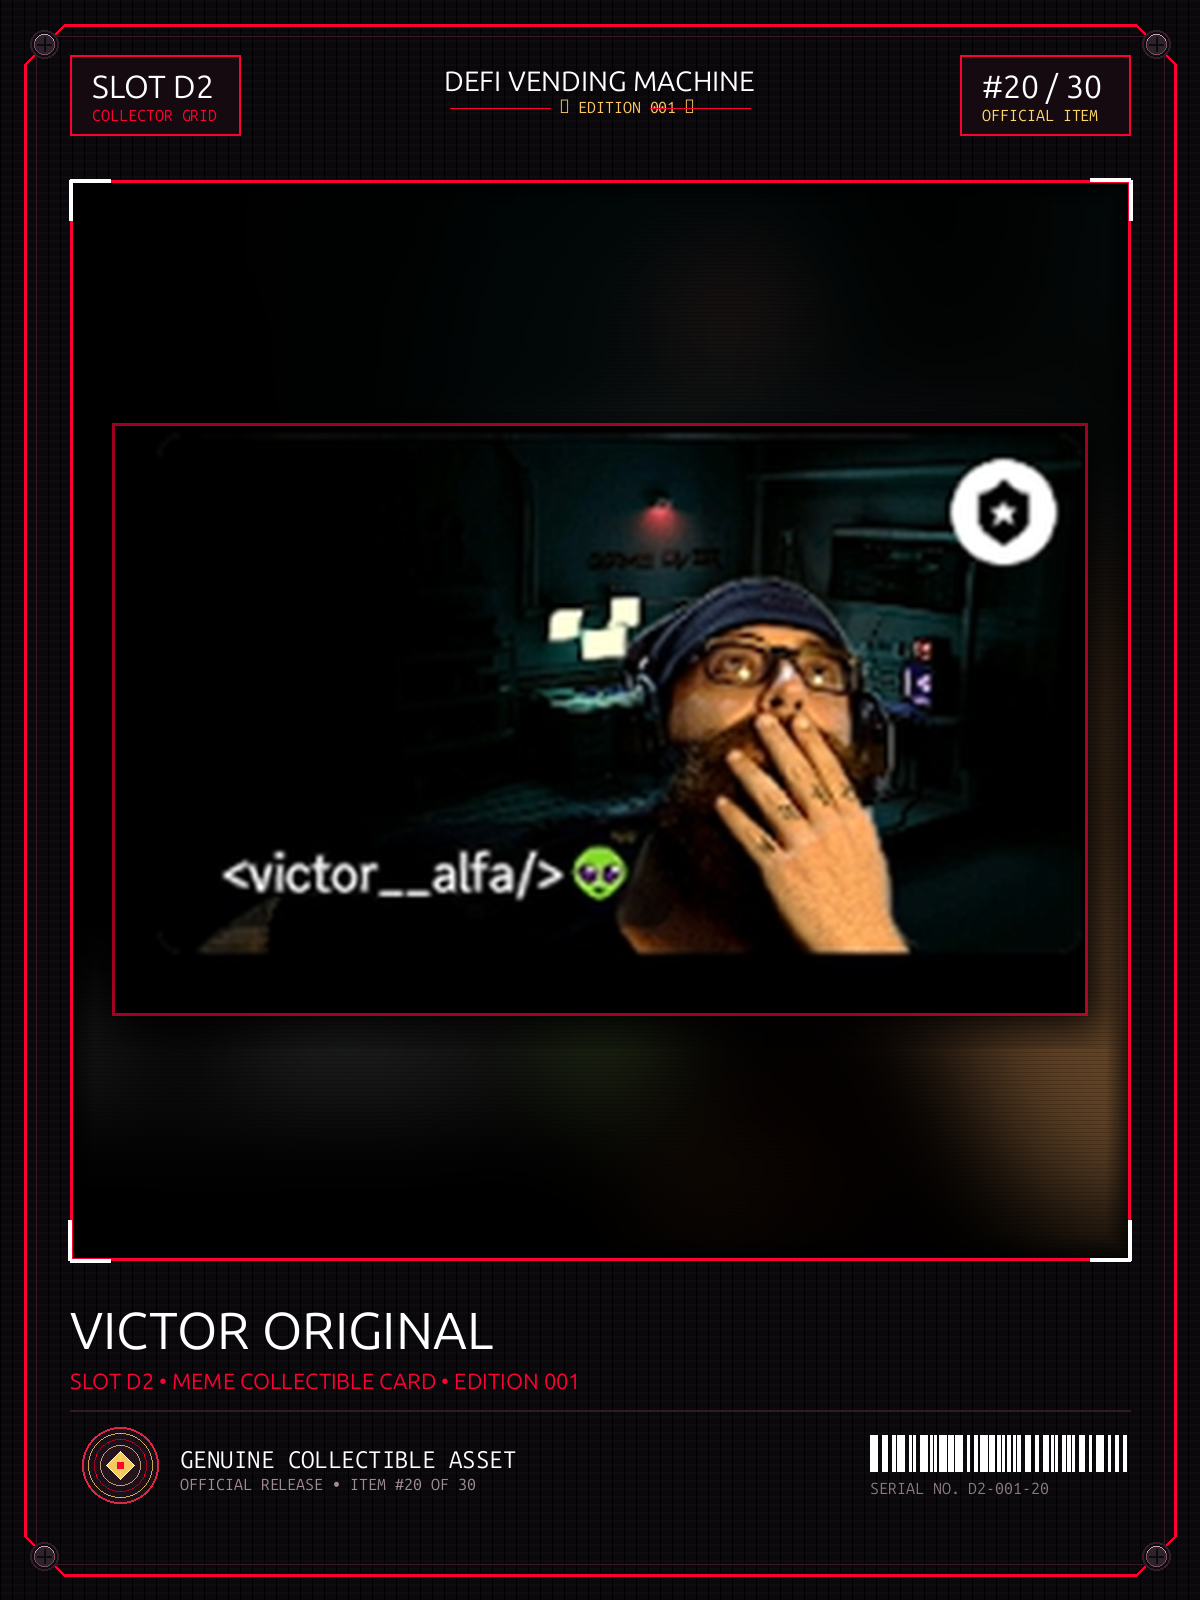 SLOT D2
COLLECTOR GRID
DEFI VENDING MACHINE
EDITION 001
#20 / 30
OFFICIAL ITEM
<victor__alfa/>👽
VICTOR ORIGINAL
SLOT D2 • MEME COLLECTIBLE CARD • EDITION 001
GENUINE COLLECTIBLE ASSET
OFFICIAL RELEASE • ITEM #20 OF 30
SERIAL NO. D2-001-20